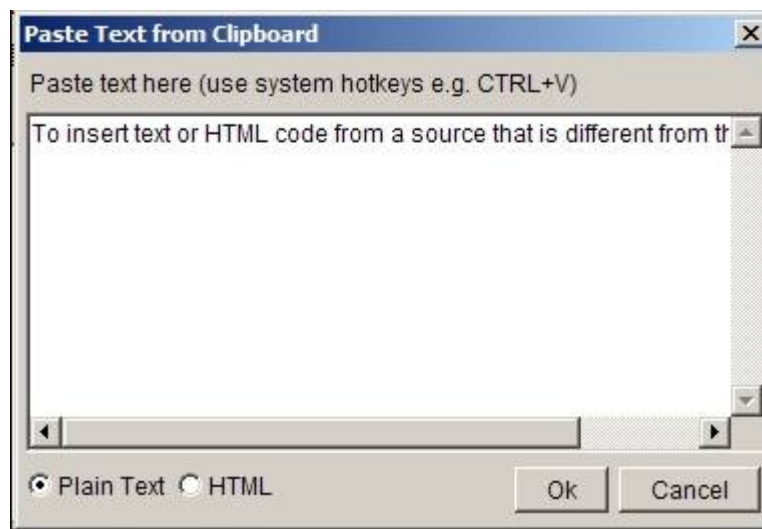 Paste Text from Clipboard
Paste text here (use system hotkeys e.g. CTRL+V)
To insert text or HTML code from a source that is different from
Plain Text HTML
Ok Cancel